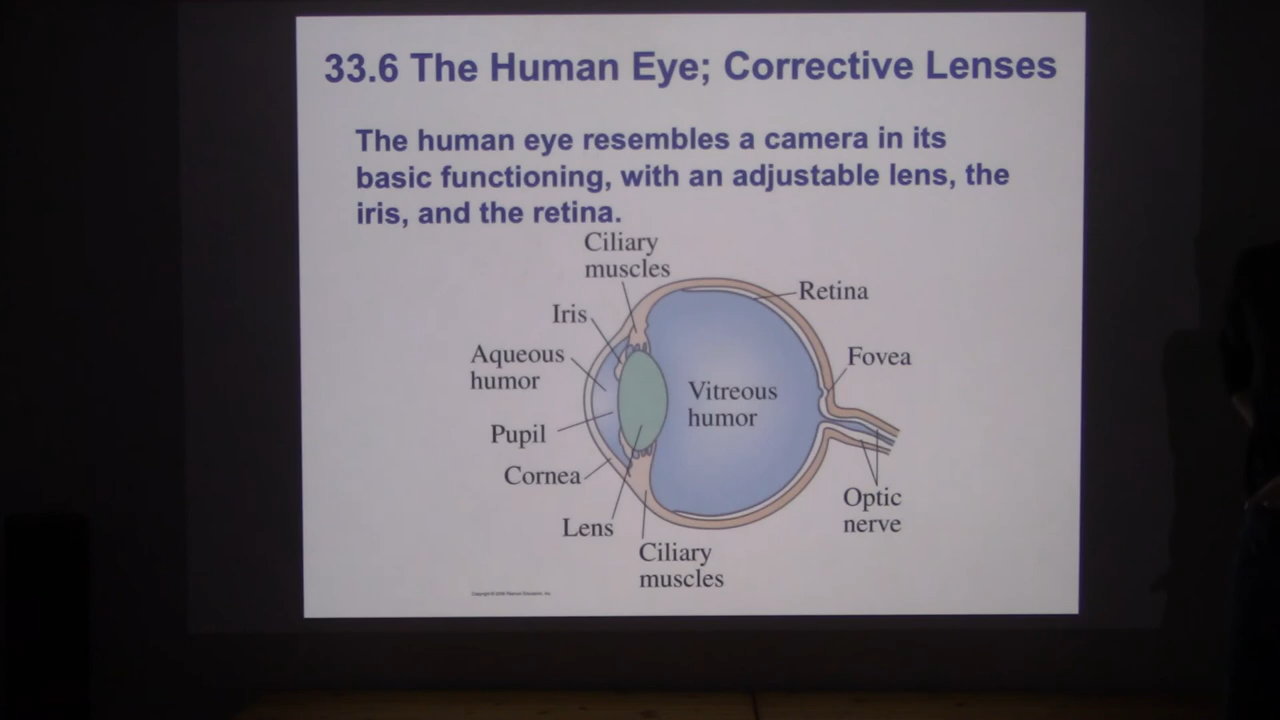 33.6 The Human Eye; Corrective Lenses
The human eye resembles a camera in its
basic functioning, with an adjustable lens, the
iris, and the retina.
Ciliary
muscles
Retina
Iris
Aqueous
humor
Fovea
Vitreous
humor
Pupil
Cornea
Optic
nerve
Lens
Ciliary
muscles